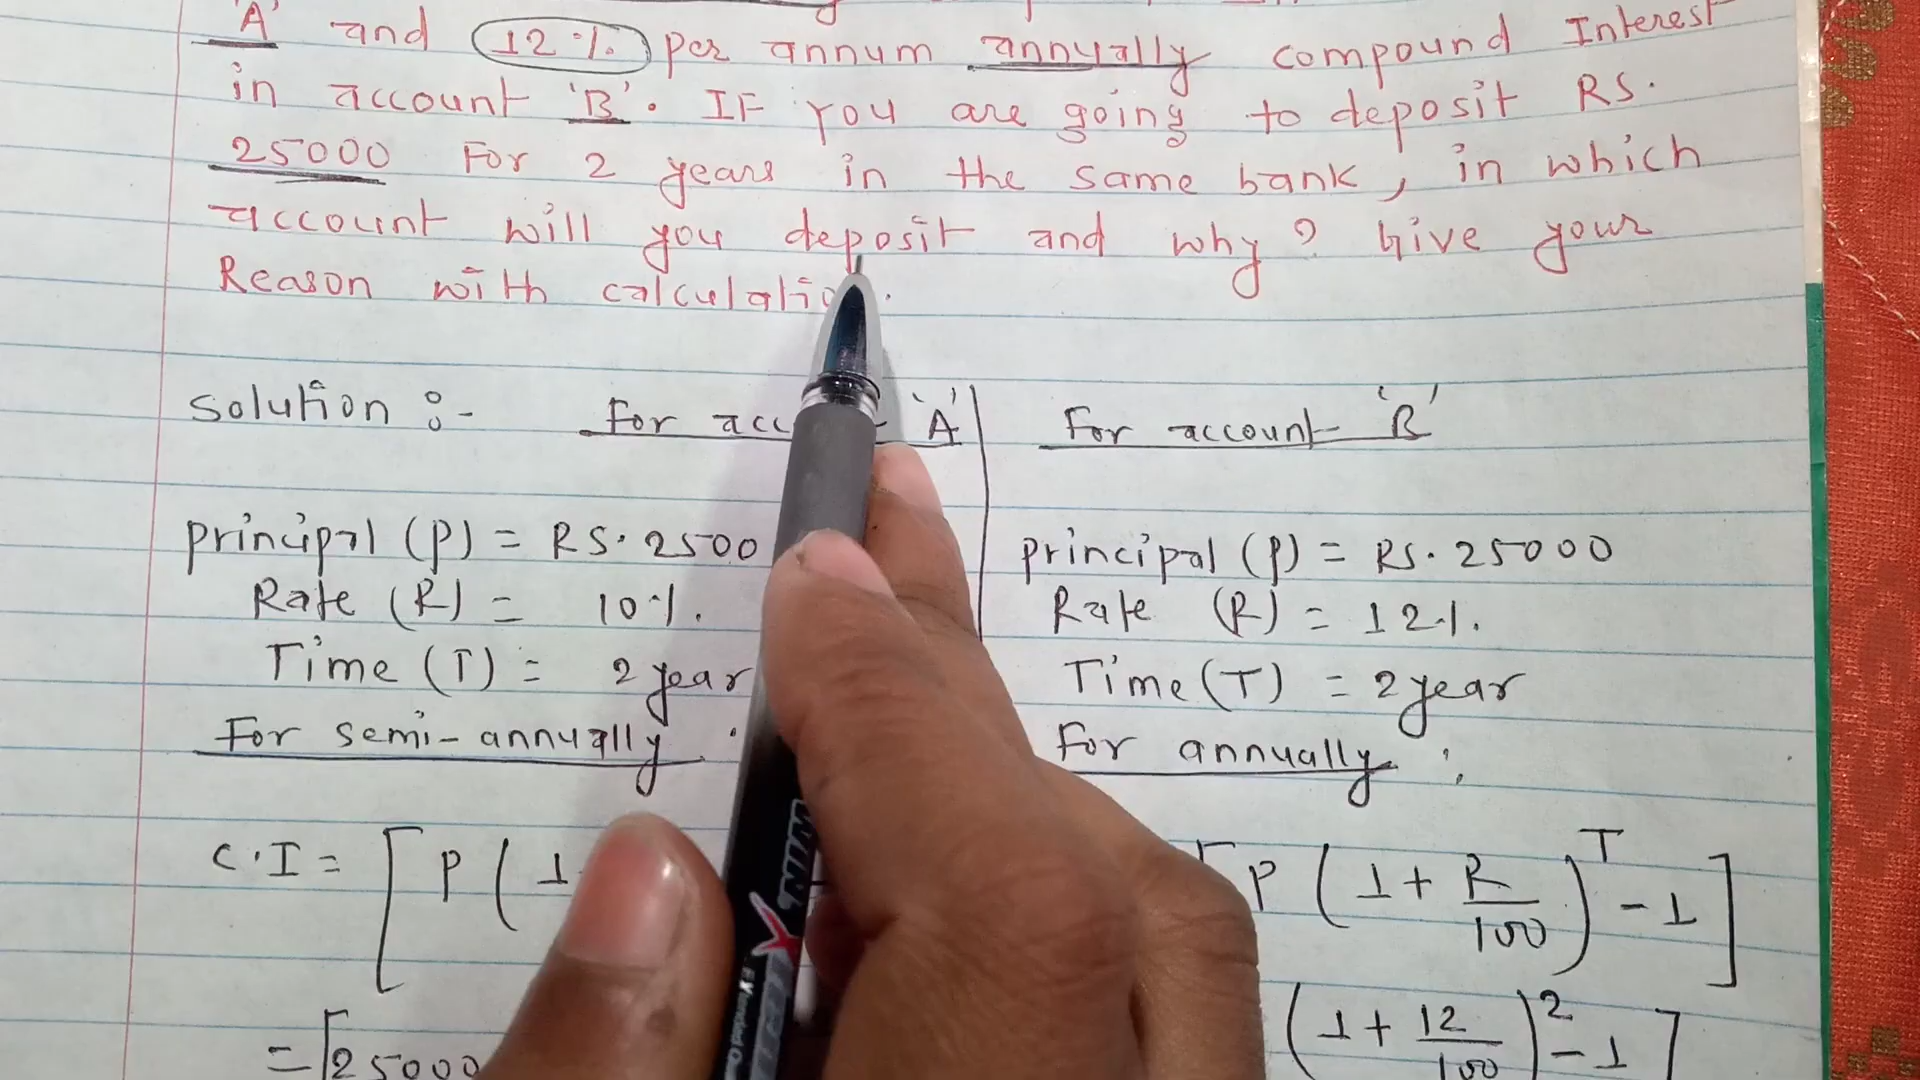 'A' and 12%. per annum annually compound Interest
in account 'B'. IF you are going to deposit RS.
25000 For 2 years in the same bank, in which
account will you deposit and why? Give your
Reason with
Solution :- For 'A'
For account 'B'
principal (P) = RS. 2500
Rate (R) = 10%.
Time (T) = 2 year
For semi-annually :
principal (P) = RS. 25000
Rate (R) = 12%.
Time (T) = 2 year
For annually :
C.I = [ P ( 1
P ( 1 + R/100 )^T - 1 ]
= [ 25000
( 1 + 12/100 )^2 - 1 ]